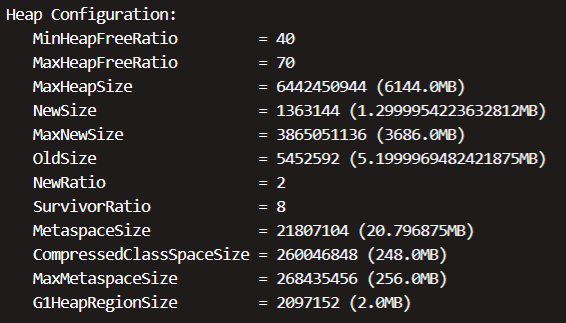 Heap Configuration:
   MinHeapFreeRatio         = 40
   MaxHeapFreeRatio         = 70
   MaxHeapSize              = 6442450944 (6144.0MB)
   NewSize                  = 1363144 (1.2999954223632812MB)
   MaxNewSize               = 3865051136 (3686.0MB)
   OldSize                  = 5452592 (5.1999969482421875MB)
   NewRatio                 = 2
   SurvivorRatio            = 8
   MetaspaceSize            = 21807104 (20.796875MB)
   CompressedClassSpaceSize = 260046848 (248.0MB)
   MaxMetaspaceSize         = 268435456 (256.0MB)
   G1HeapRegionSize         = 2097152 (2.0MB)